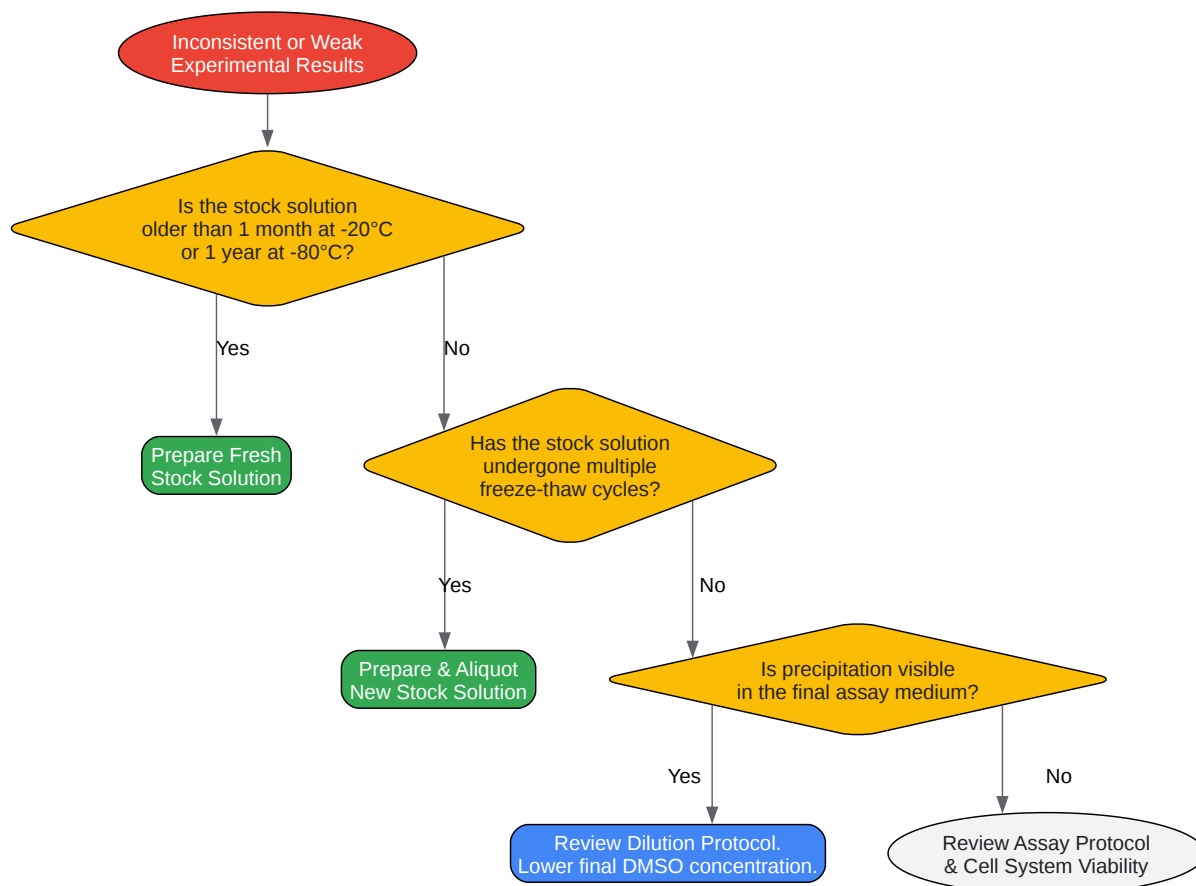 Inconsistent or Weak
Experimental Results
Is the stock solution
older than 1 month at -20°C
or 1 year at -80°C?
Yes
No
Prepare Fresh
Stock Solution
Has the stock solution
undergone multiple
freeze-thaw cycles?
Yes
No
Prepare & Aliquot
New Stock Solution
Is precipitation visible
in the final assay medium?
Yes
No
Review Dilution Protocol.
Lower final DMSO concentration.
Review Assay Protocol
& Cell System Viability